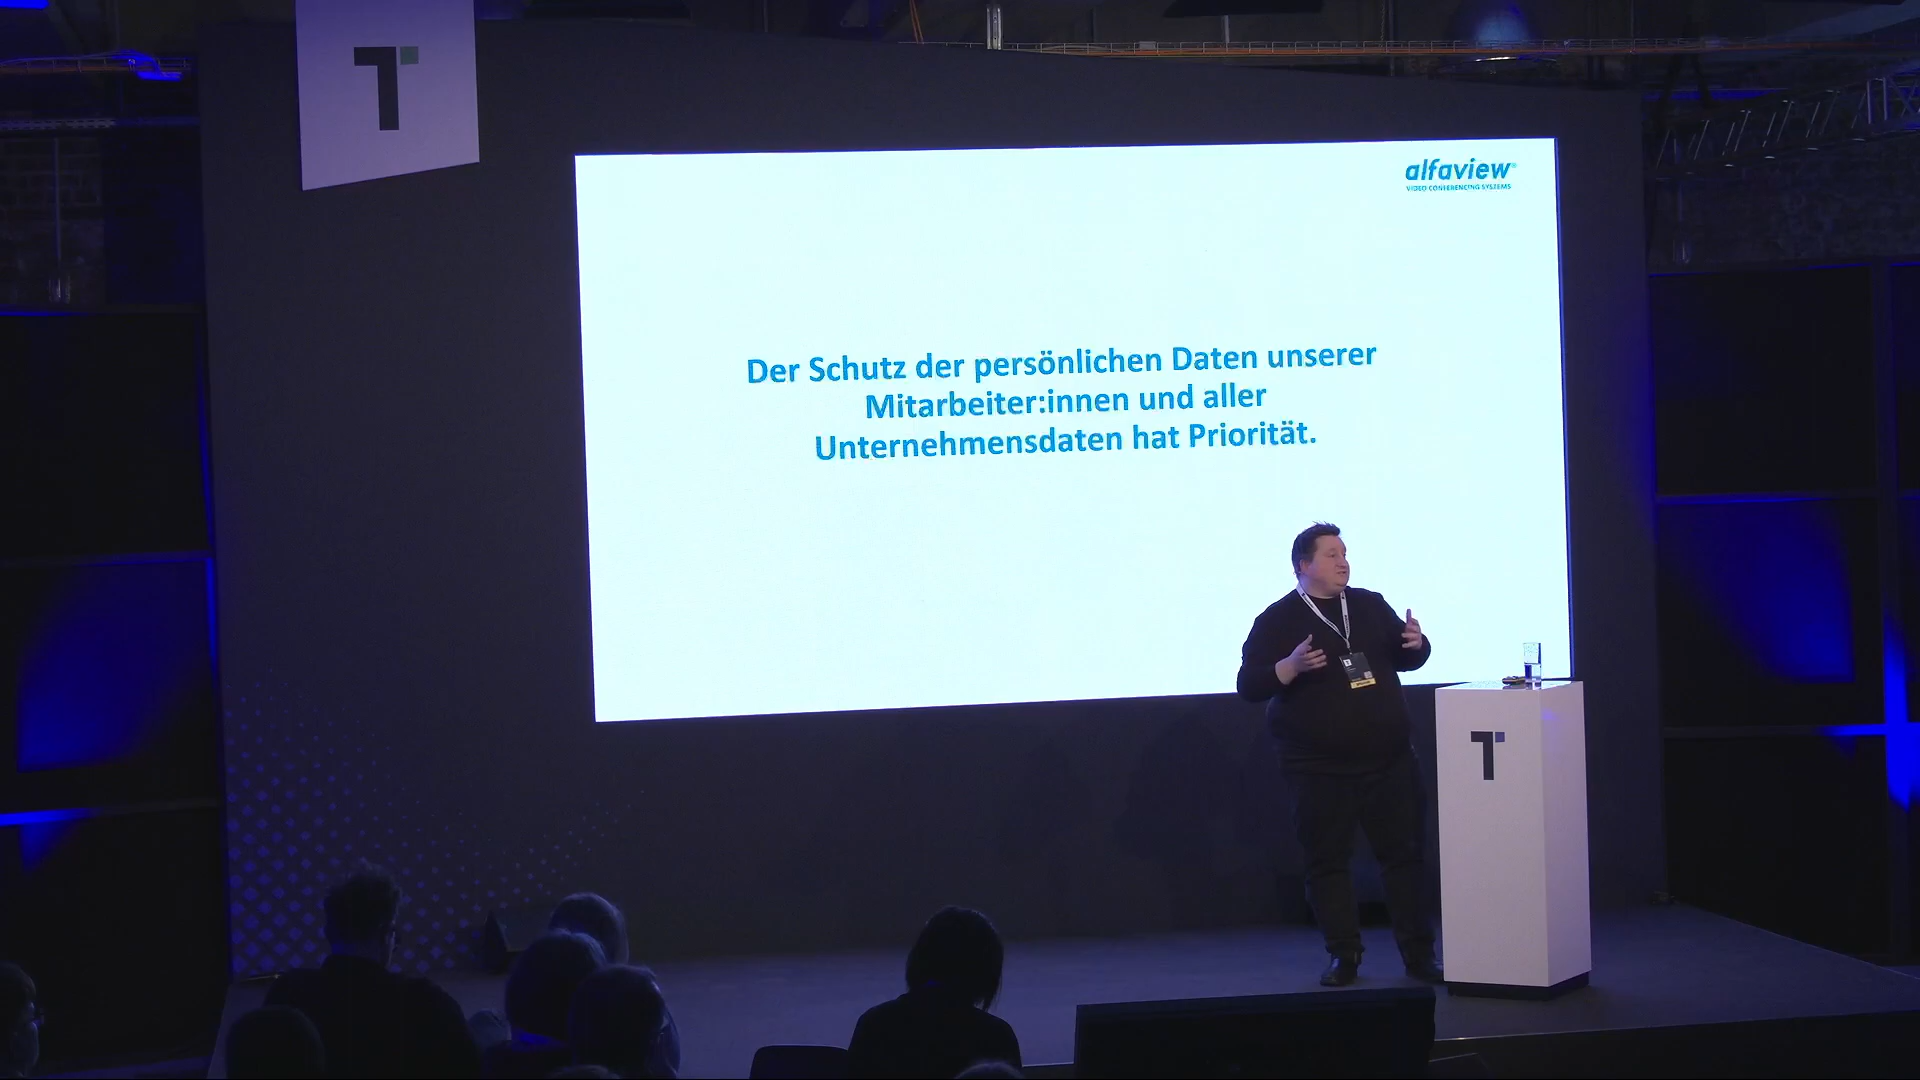 T
alfaview
VIDEO CONFERENCING SYSTEMS
Der Schutz der persönlichen Daten unserer
Mitarbeiter:innen und aller
Unternehmensdaten hat Priorität.
T